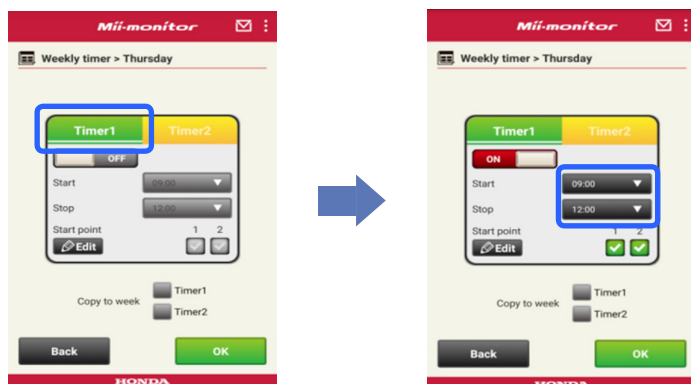 Mii-monitor
Weekly timer > Thursday
Timer1 Timer2
OFF
Start 09:00
Stop 12:00
Start point 1 2
Edit
Copy to week
Timer1
Timer2
Back OK
HONDA
Mii-monitor
Weekly timer > Thursday
Timer1 Timer2
ON
Start 09:00
Stop 12:00
Start point 1 2
Edit
Copy to week
Timer1
Timer2
Back OK
HONDA